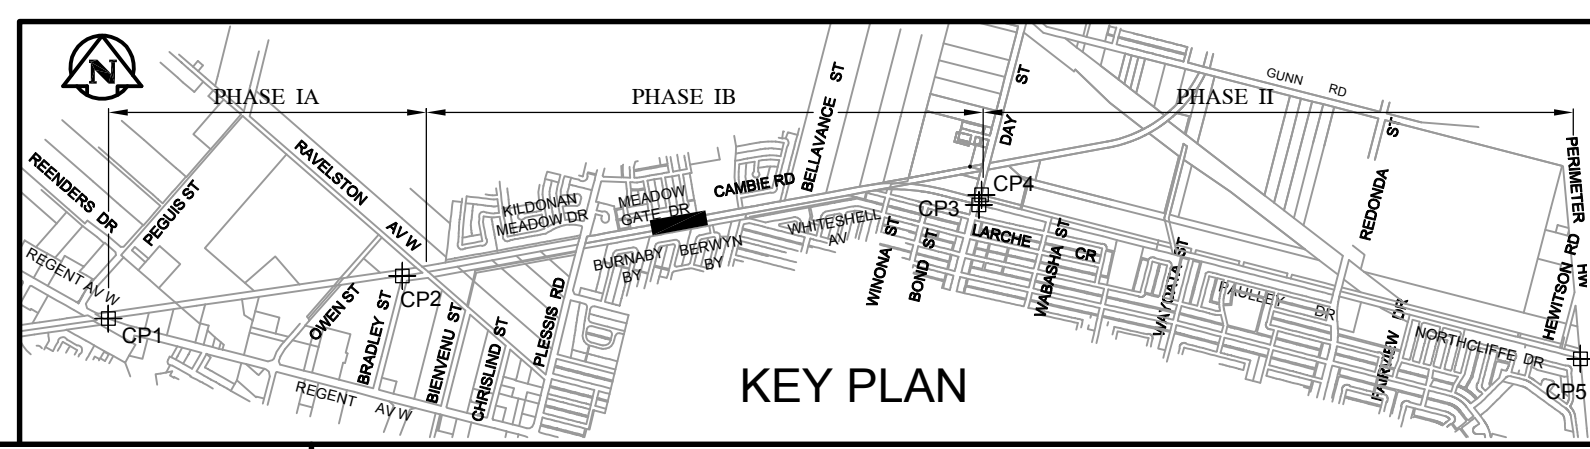 N
PHASE IA
PHASE IB
PHASE II
GUNN RD
REENDERS DR
PEGUIS ST
RAVELSTON AV W
REGENT AV W
CP1
OWEN ST
BRADLEY ST
CP2
BIENVENU ST
CHRISLIND ST
REGENT AV W
PLESSIS RD
KILDONAN
MEADOW DR
MEADOW
GATE DR
BURNABY
BY
BERWYN
BY
CAMBIE RD
BELLAVANCE ST
WHITESHELL
AV
WINONA ST
BOND ST
DAY ST
CP3
CP4
LARCHE CR
WABASHA ST
WAYDATA ST
PAULLEY DR
REDONDA ST
FAIRVIEW DR
NORTHCLIFFE DR
HEWITSON RD
PERIMETER HW
CP5
KEY PLAN